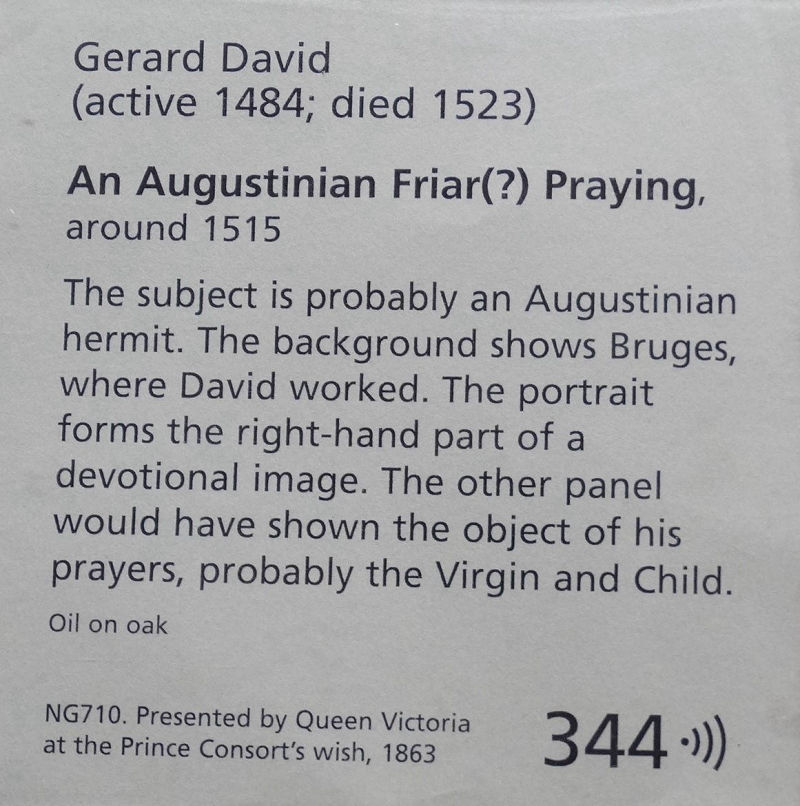 Gerard David
(active 1484; died 1523)
An Augustinian Friar(?) Praying,
around 1515
The subject is probably an Augustinian
hermit. The background shows Bruges,
where David worked. The portrait
forms the right-hand part of a
devotional image. The other panel
would have shown the object of his
prayers, probably the Virgin and Child.
Oil on oak
NG710. Presented by Queen Victoria
at the Prince Consort's wish, 1863
344